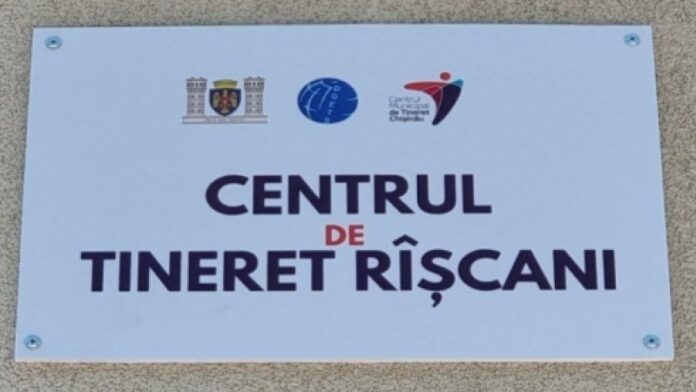 Centrul
Municipal
de Tineret
Chișinău
CENTRUL
DE
TINERET RÎȘCANI